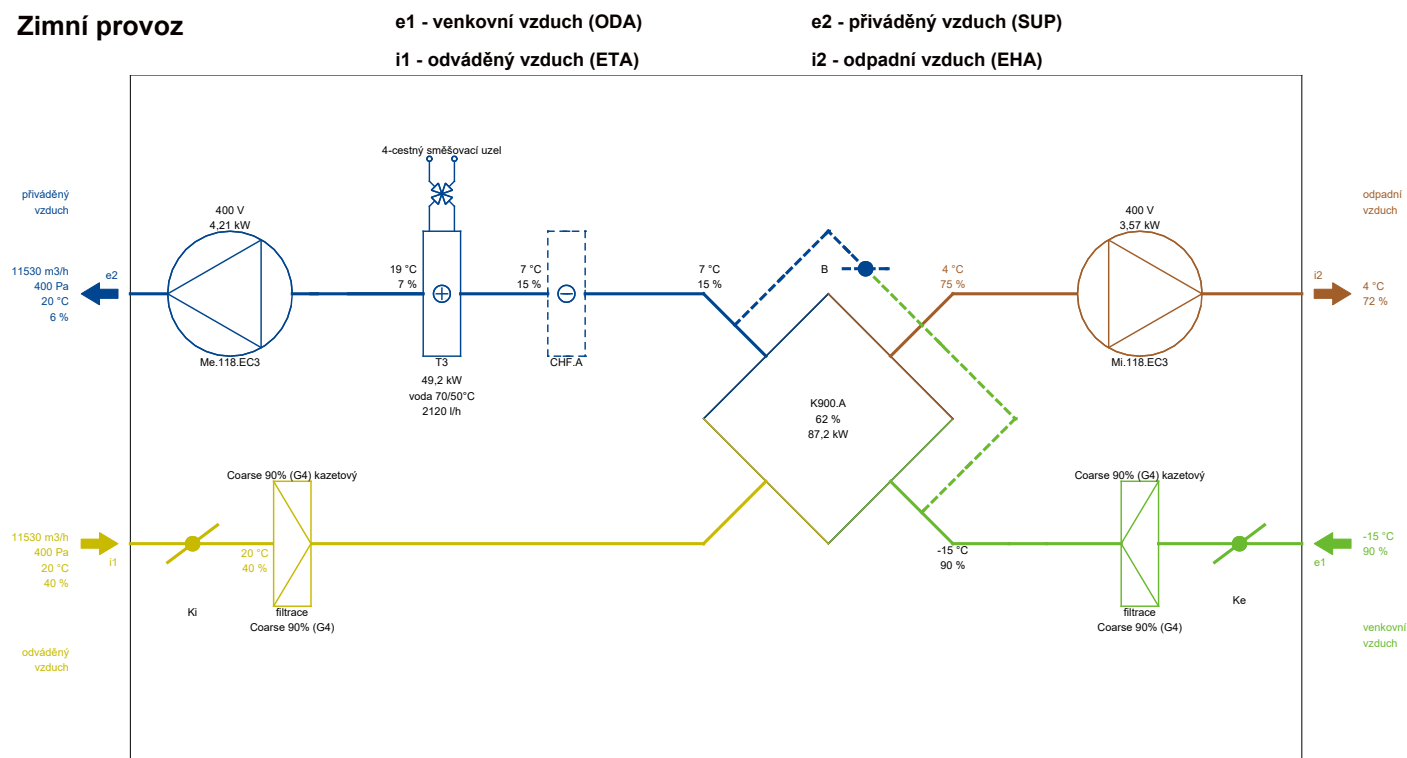 Zimní provoz
e1 - venkovní vzduch (ODA)
e2 - přiváděný vzduch (SUP)
i1 - odváděný vzduch (ETA)
i2 - odpadní vzduch (EHA)
4-cestný směšovací uzel
přiváděný
vzduch
400 V
4,21 kW
400 V
3,57 kW
odpadní
vzduch
11530 m3/h
400 Pa
20 °C
6 %
e2
19 °C
7 %
7 °C
15 %
7 °C
15 %
B
4 °C
75 %
i2
4 °C
72 %
Me.118.EC3
T3
49,2 kW
voda 70/50°C
2120 l/h
CHF.A
K900.A
62 %
87,2 kW
Mi.118.EC3
Coarse 90% (G4) kazetový
Coarse 90% (G4) kazetový
11530 m3/h
400 Pa
20 °C
40 %
i1
20 °C
40 %
-15 °C
90 %
e1
-15 °C
90 %
Ki
filtrace
Coarse 90% (G4)
filtrace
Coarse 90% (G4)
Ke
odváděný
vzduch
venkovní
vzduch